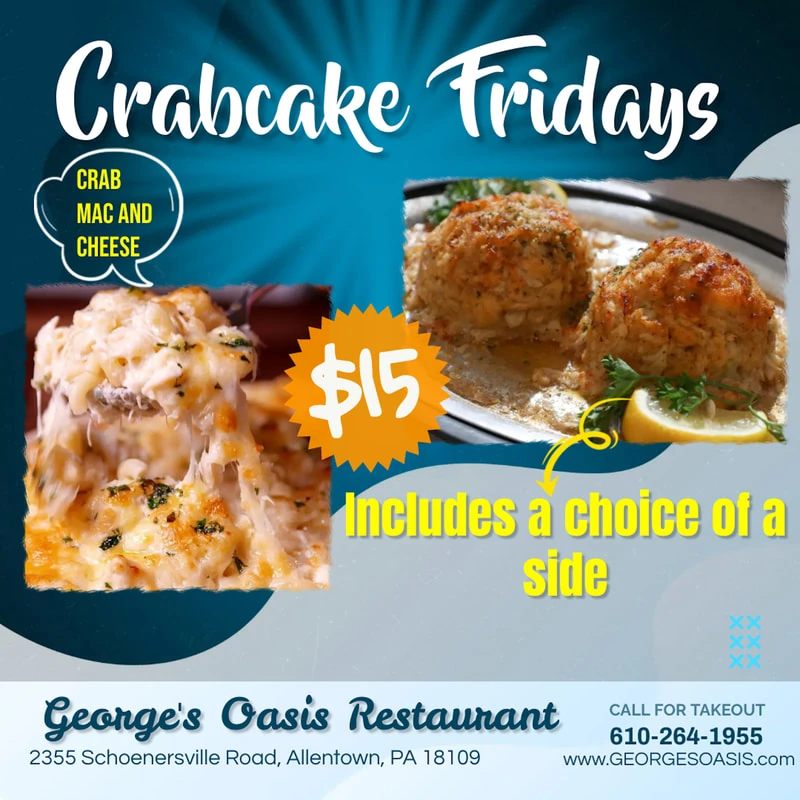 Crabcake Fridays
CRAB
MAC AND
CHEESE
$15
Includes a choice of a
side
George's Oasis Restaurant
2355 Schoenersville Road, Allentown, PA 18109
CALL FOR TAKEOUT
610-264-1955
www.GEORGESOASIS.com